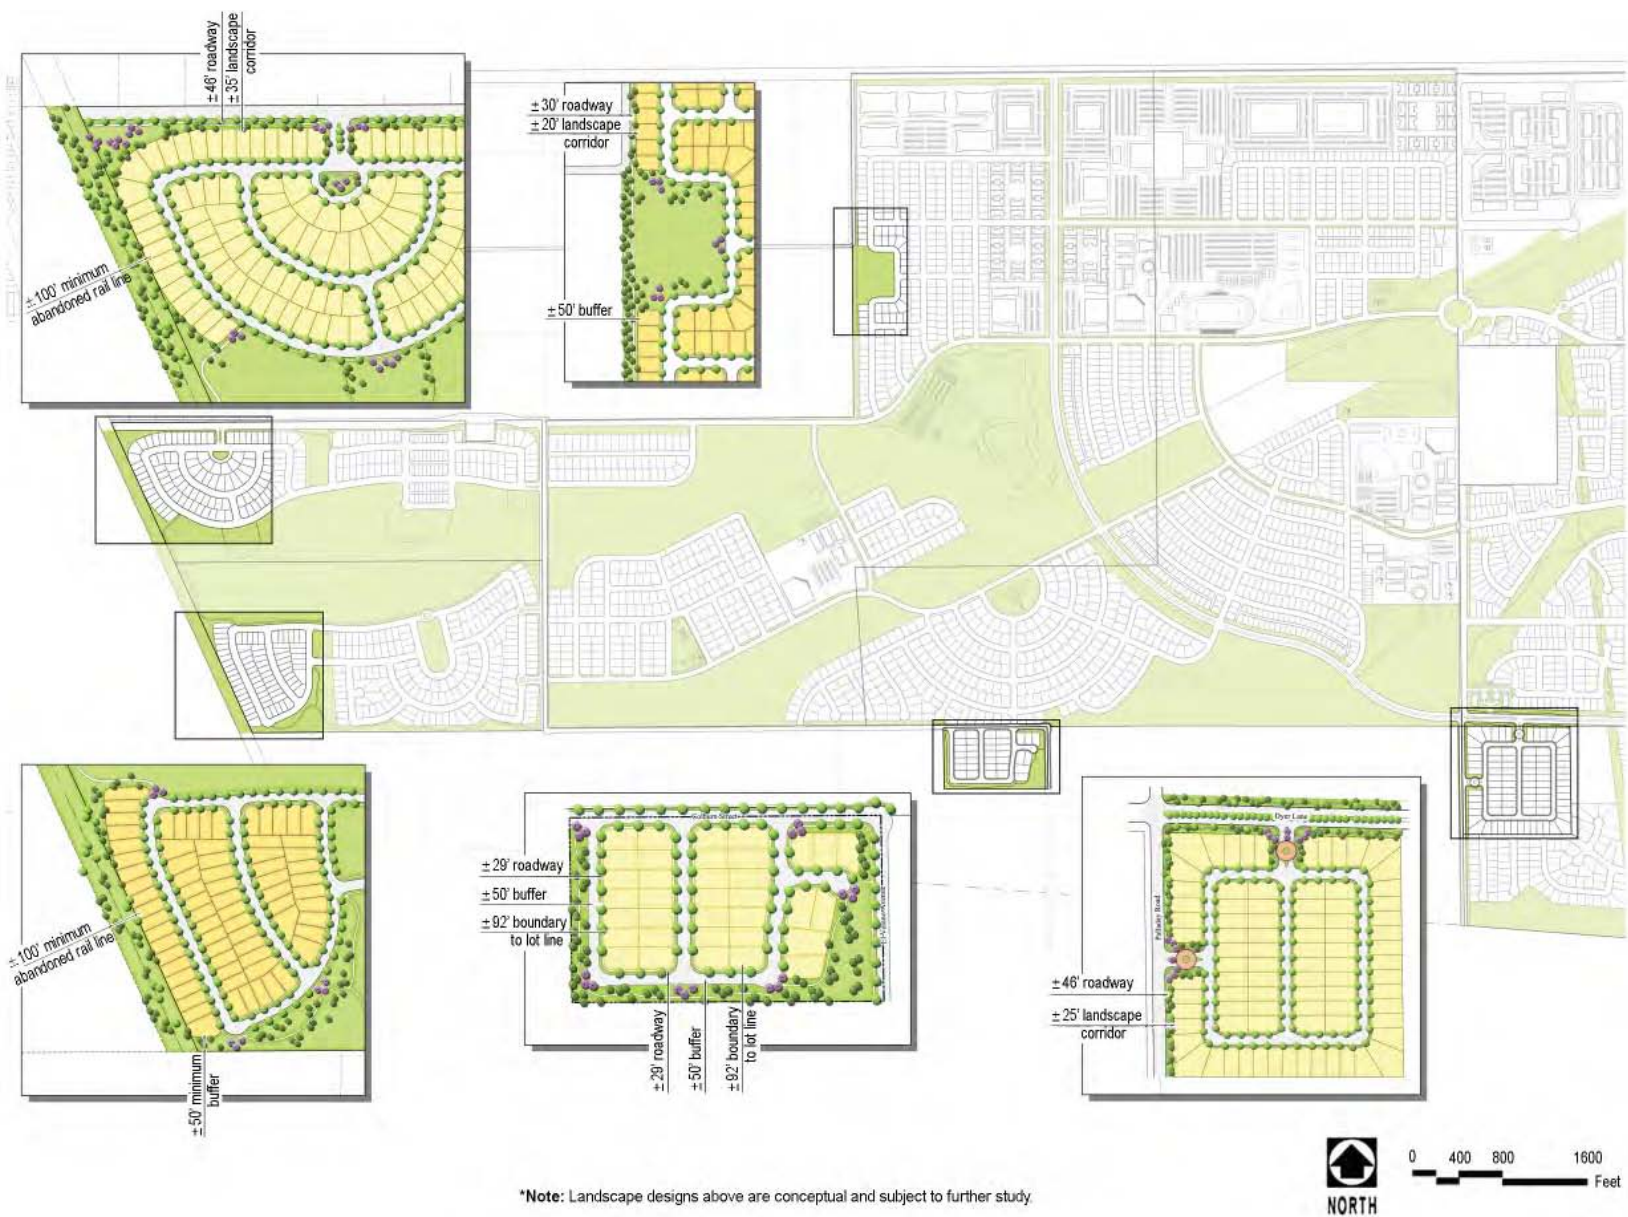 ±46' roadway
±35' landscape
corridor
±100' minimum
abandoned rail line
±30' roadway
±20' landscape
corridor
±50' buffer
±100' minimum
abandoned rail line
±50' minimum
buffer
±29' roadway
±50' buffer
±92' boundary
to lot line
±29' roadway
±50' buffer
±92' boundary
to lot line
Dyer Lane
±46' roadway
±25' landscape
corridor
*Note: Landscape designs above are conceptual and subject to further study.
NORTH
0 400 800 1600
Feet